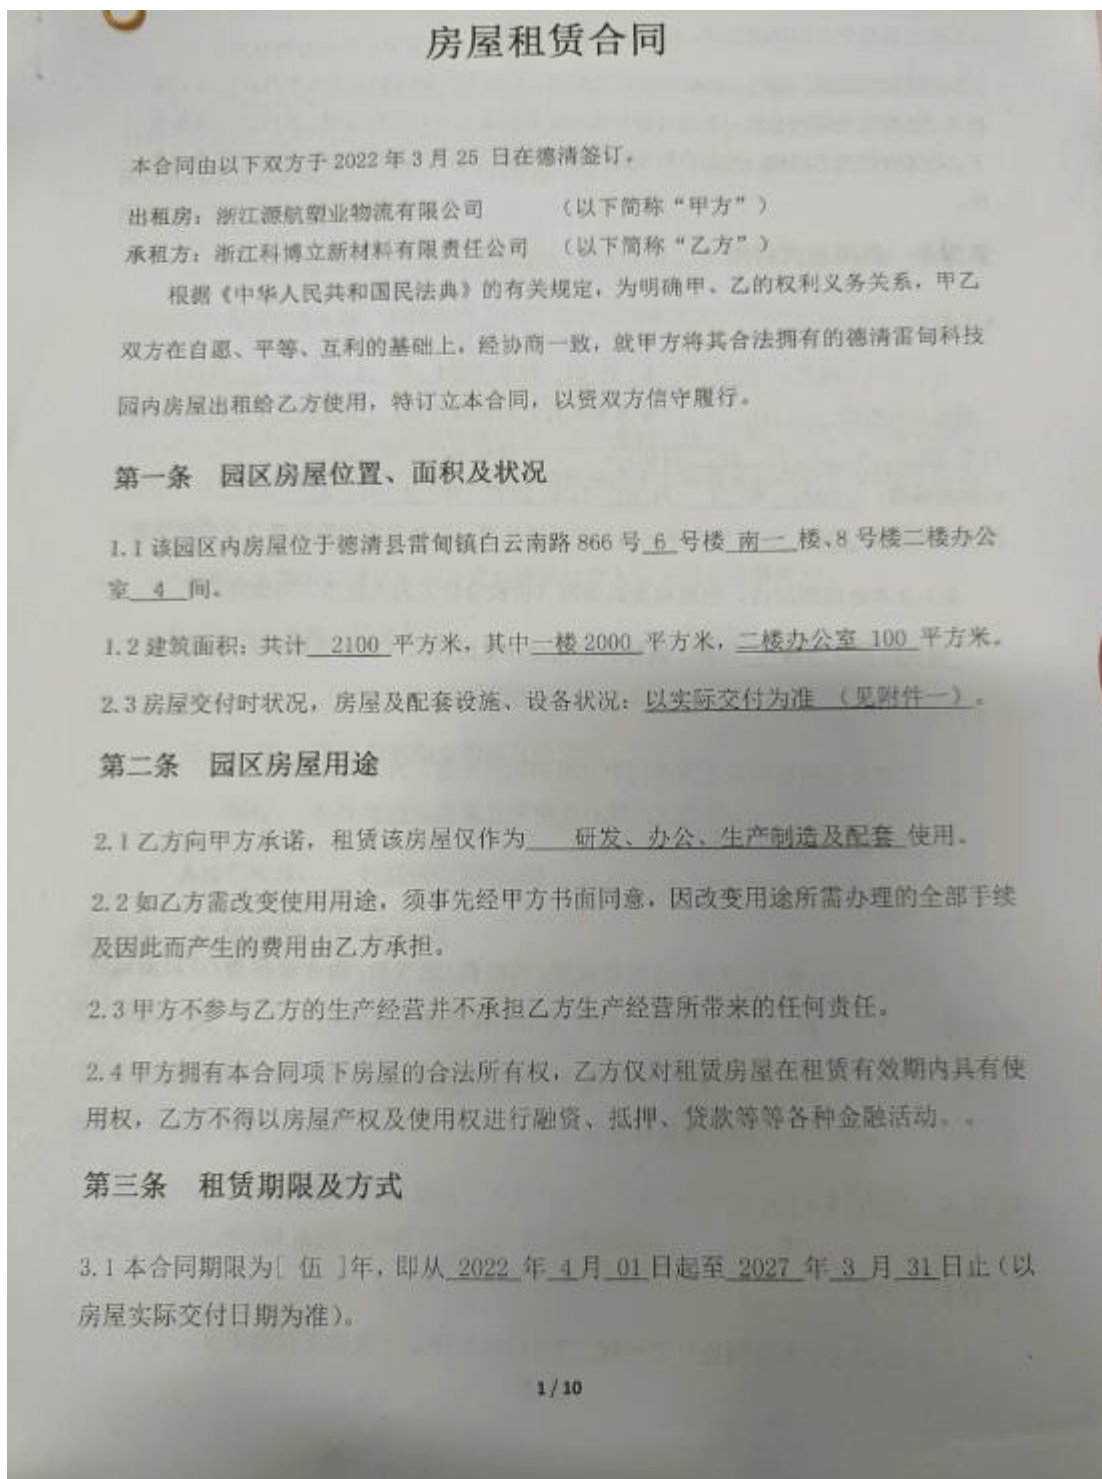 房屋租赁合同
本合同由以下双方于 2022 年 3 月 25 日在德清签订。
出租房：浙江源航塑业物流有限公司 （以下简称“甲方”）
承租方：浙江科博立新材料有限责任公司 （以下简称“乙方”）
根据《中华人民共和国民法典》的有关规定，为明确甲、乙的权利义务关系，甲乙
双方在自愿、平等、互利的基础上，经协商一致，就甲方将其合法拥有的德清雷甸科技
园内房屋出租给乙方使用，特订立本合同，以资双方信守履行。
第一条 园区房屋位置、面积及状况
1.1 该园区内房屋位于德清县雷甸镇白云南路 866 号 6 号楼 南一 楼、8 号楼二楼办公
室 4 间。
1.2 建筑面积：共计 2100 平方米，其中一楼 2000 平方米，二楼办公室 100 平方米。
2.3 房屋交付时状况，房屋及配套设施、设备状况：以实际交付为准 （见附件一）。
第二条 园区房屋用途
2.1 乙方向甲方承诺，租赁该房屋仅作为 研发、办公、生产制造及配套 使用。
2.2 如乙方需改变使用用途，须事先经甲方书面同意，因改变用途所需办理的全部手续
及因此而产生的费用由乙方承担。
2.3 甲方不参与乙方的生产经营并不承担乙方生产经营所带来的任何责任。
2.4 甲方拥有本合同项下房屋的合法所有权，乙方仅对租赁房屋在租赁有效期内具有使
用权，乙方不得以房屋产权及使用权进行融资、抵押、贷款等等各种金融活动。。
第三条 租赁期限及方式
3.1 本合同期限为[ 伍 ]年，即从 2022 年 4 月 01 日起至 2027 年 3 月 31 日止（以
房屋实际交付日期为准）。
1 / 10